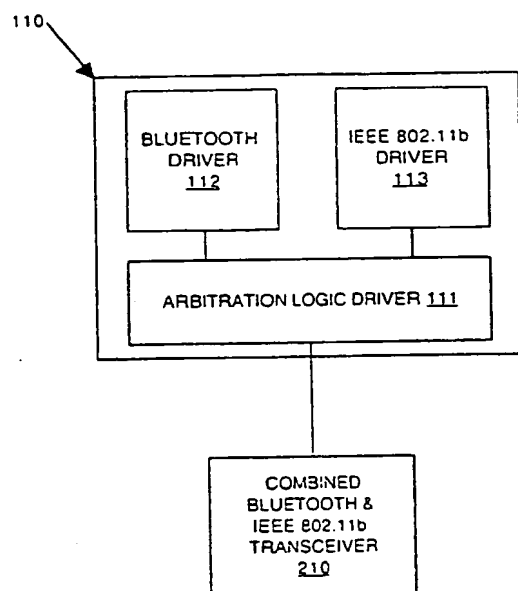 110
BLUETOOTH
DRIVER
112
IEEE 802.11b
DRIVER
113
ARBITRATION LOGIC DRIVER 111
COMBINED
BLUETOOTH &
IEEE 802.11b
TRANSCEIVER
210